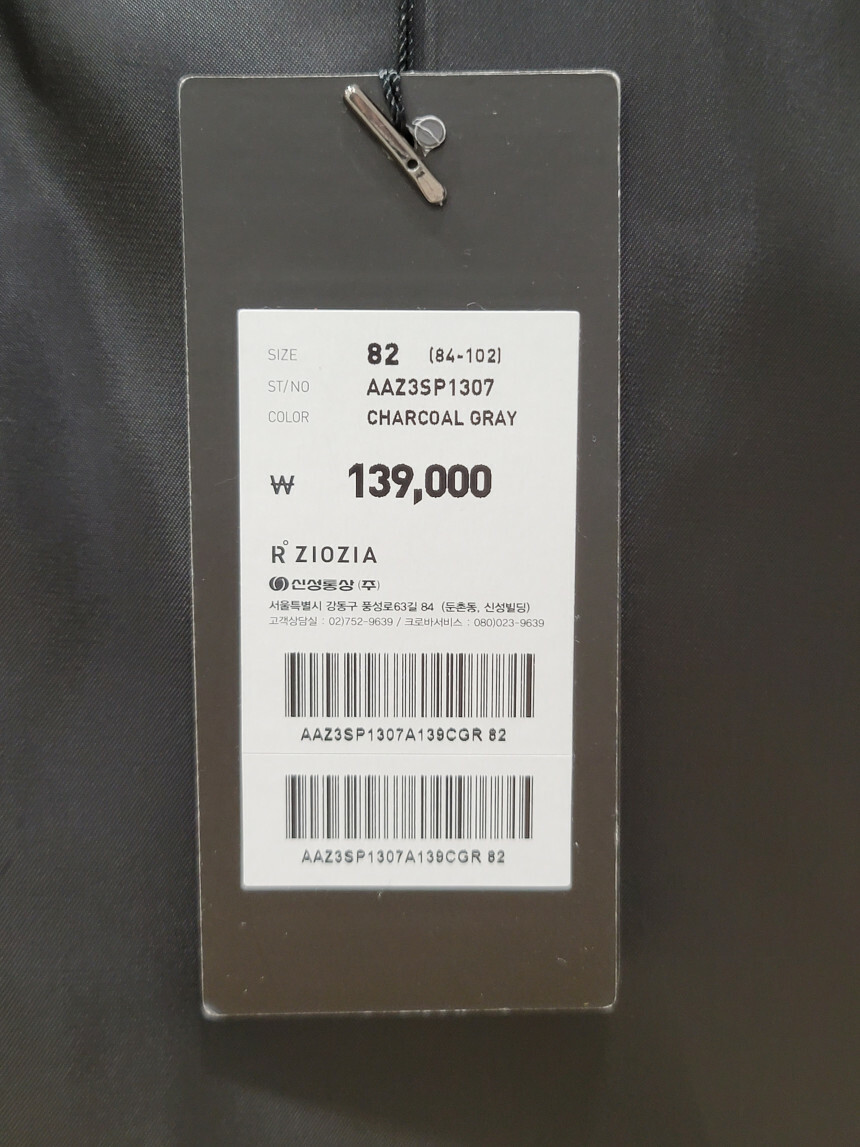 SIZE 82 (84-102)
ST/NO AAZ3SP1307
COLOR CHARCOAL GRAY
₩ 139,000
R° ZIOZIA
신성통상(주)
서울특별시 강동구 풍성로63길 84 (둔촌동, 신성빌딩)
고객상담실 : 02)752-9639 / 크로바서비스 : 080)023-9639
AAZ3SP1307A139CGR 82
AAZ3SP1307A139CGR 82